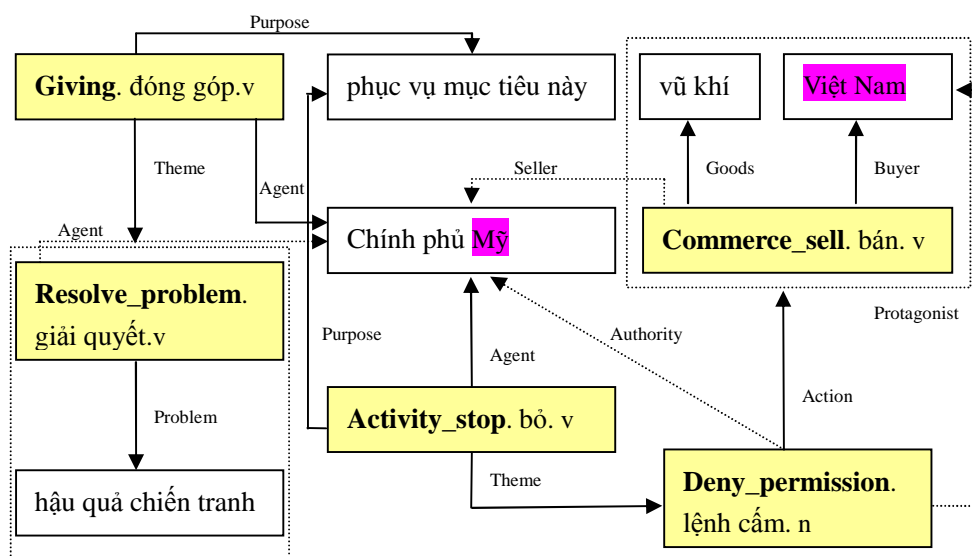 Purpose
Giving. đóng góp.v
phục vụ mục tiêu này
vũ khí
Việt Nam
Theme
Agent
Seller
Goods
Buyer
Agent
Chính phủ Mỹ
Commerce_sell. bán. v
Resolve_problem.
giải quyết.v
Purpose
Authority
Protagonist
Agent
Action
Problem
Activity_stop. bỏ. v
Theme
Deny_permission.
lệnh cấm. n
hậu quả chiến tranh